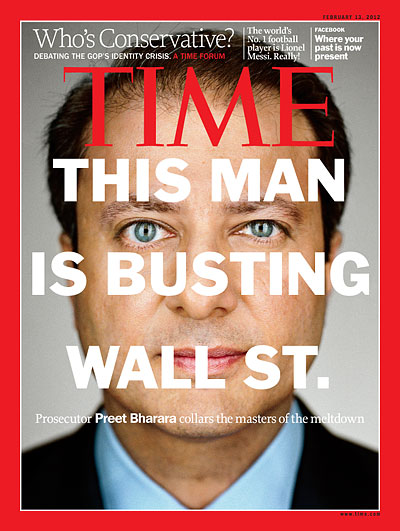 FEBRUARY 13, 2012
Who's Conservative?
DEBATING THE GOP'S IDENTITY CRISIS. A TIME FORUM
The world's
No. 1 football
player is Lionel
Messi. Really!
FACEBOOK
Where your
past is now
present
TIME
THIS MAN
IS BUSTING
WALL ST.
Prosecutor Preet Bharara collars the masters of the meltdown
www.time.com